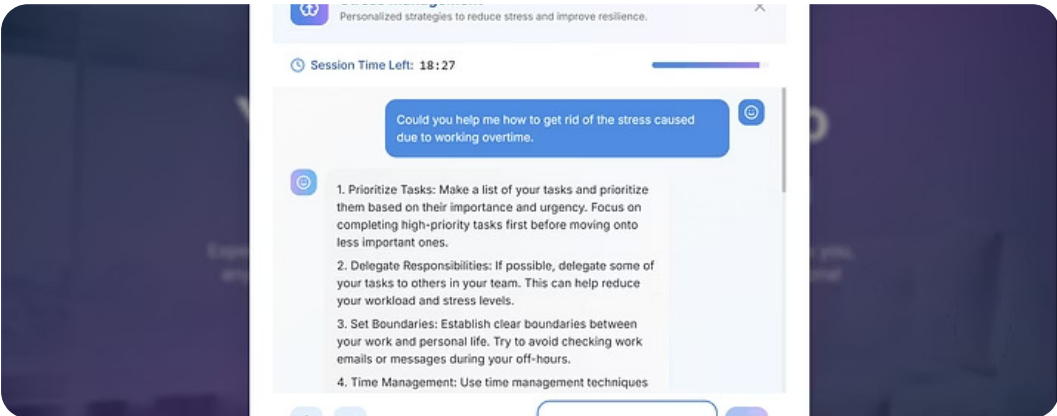 Personalized strategies to reduce stress and improve resilience.
Session Time Left: 18:27
Could you help me how to get rid of the stress caused
due to working overtime.
1. Prioritize Tasks: Make a list of your tasks and prioritize
them based on their importance and urgency. Focus on
completing high-priority tasks first before moving onto
less important ones.
2. Delegate Responsibilities: If possible, delegate some of
your tasks to others in your team. This can help reduce
your workload and stress levels.
3. Set Boundaries: Establish clear boundaries between
your work and personal life. Try to avoid checking work
emails or messages during your off-hours.
4. Time Management: Use time management techniques